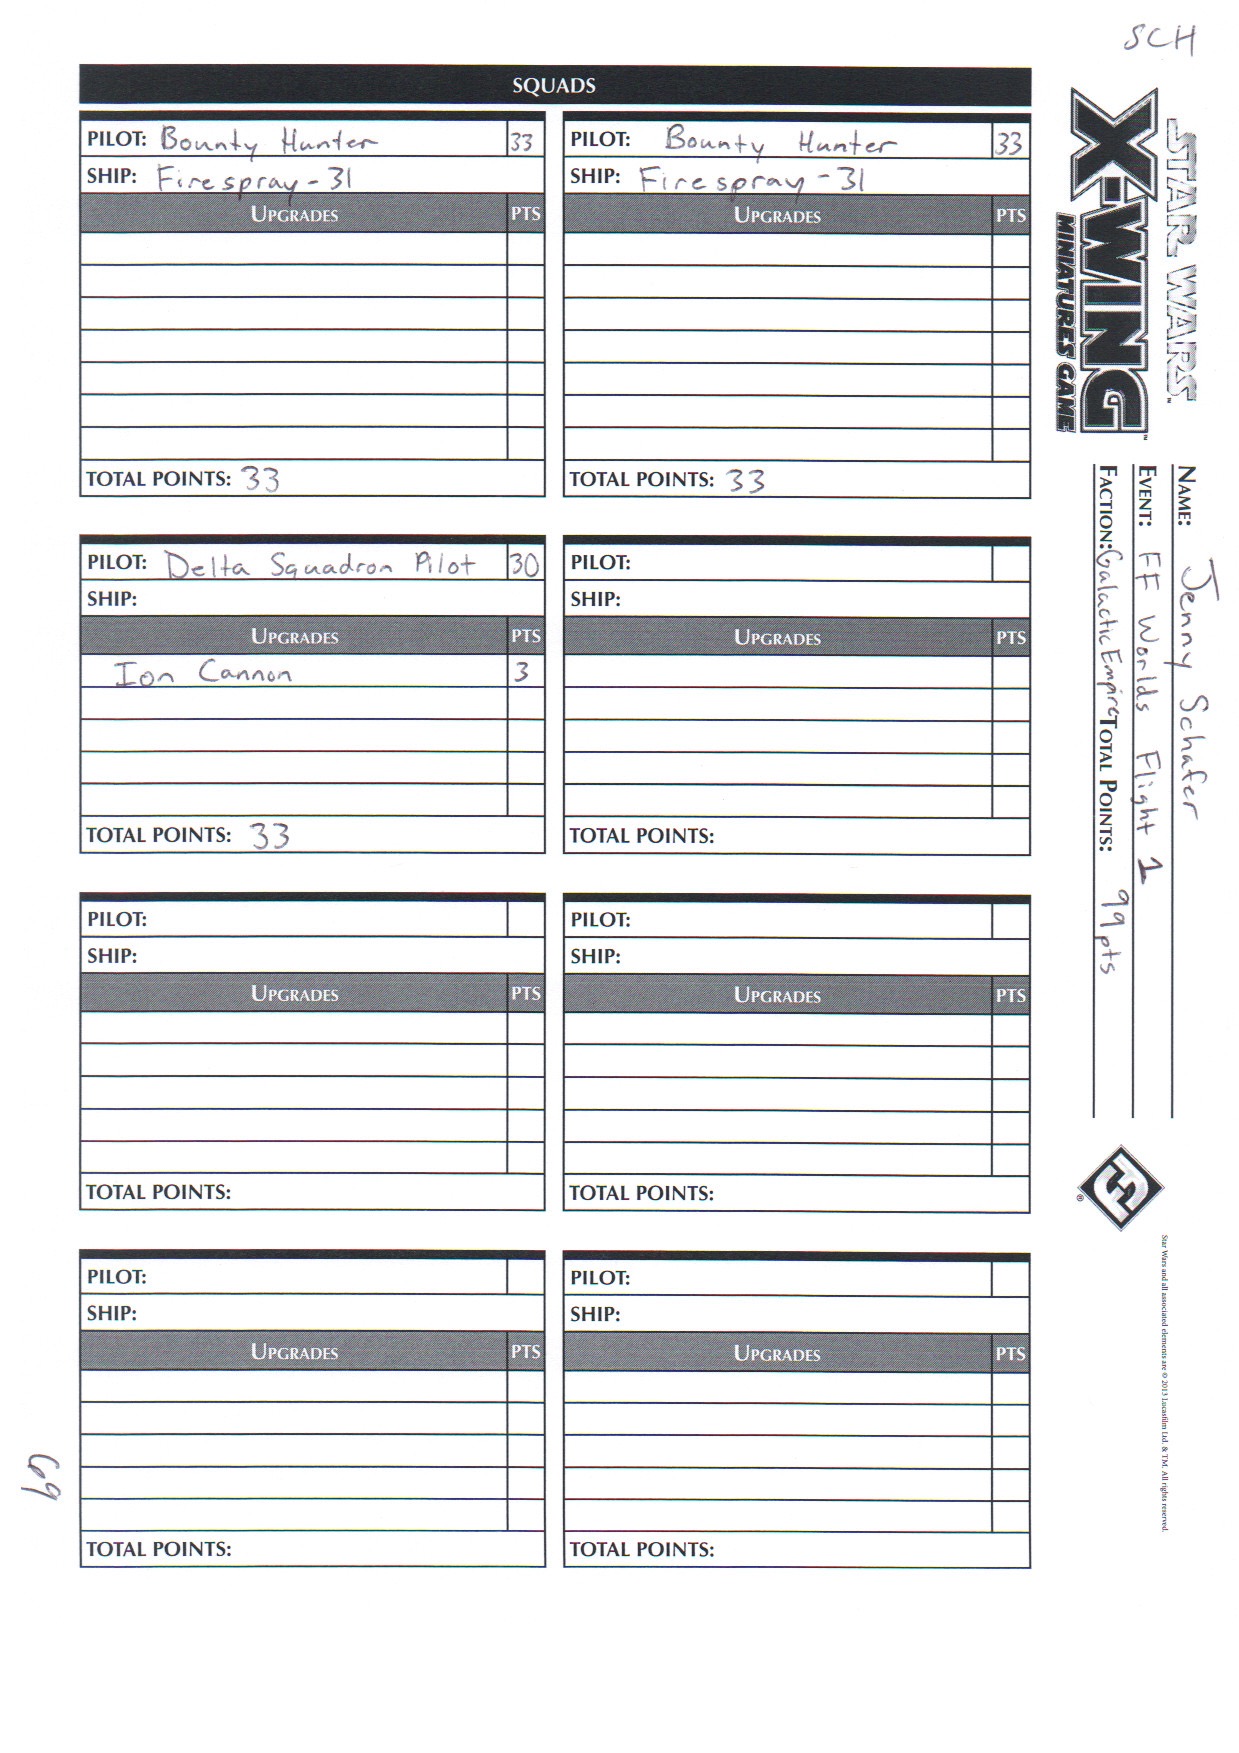 SCH
SQUADS
PILOT: Bounty Hunter 33
SHIP: Firespray-31
UPGRADES PTS
TOTAL POINTS: 33
PILOT: Bounty Hunter 33
SHIP: Firespray-31
UPGRADES PTS
TOTAL POINTS: 33
PILOT: Delta Squadron Pilot 30
SHIP:
UPGRADES PTS
Ion Cannon 3
TOTAL POINTS: 33
PILOT:
SHIP:
UPGRADES PTS
TOTAL POINTS:
PILOT:
SHIP:
UPGRADES PTS
TOTAL POINTS:
PILOT:
SHIP:
UPGRADES PTS
TOTAL POINTS:
PILOT:
SHIP:
UPGRADES PTS
TOTAL POINTS:
PILOT:
SHIP:
UPGRADES PTS
TOTAL POINTS:
STAR WARS™
X-WING™
MINIATURES GAME
NAME: Jenny Schafer
EVENT: FF Worlds Flight 1
FACTION: Galactic Empire TOTAL POINTS: 99pts
®
Star Wars and all associated elements are © 2013 Lucasfilm Ltd. & TM. All rights reserved.
69